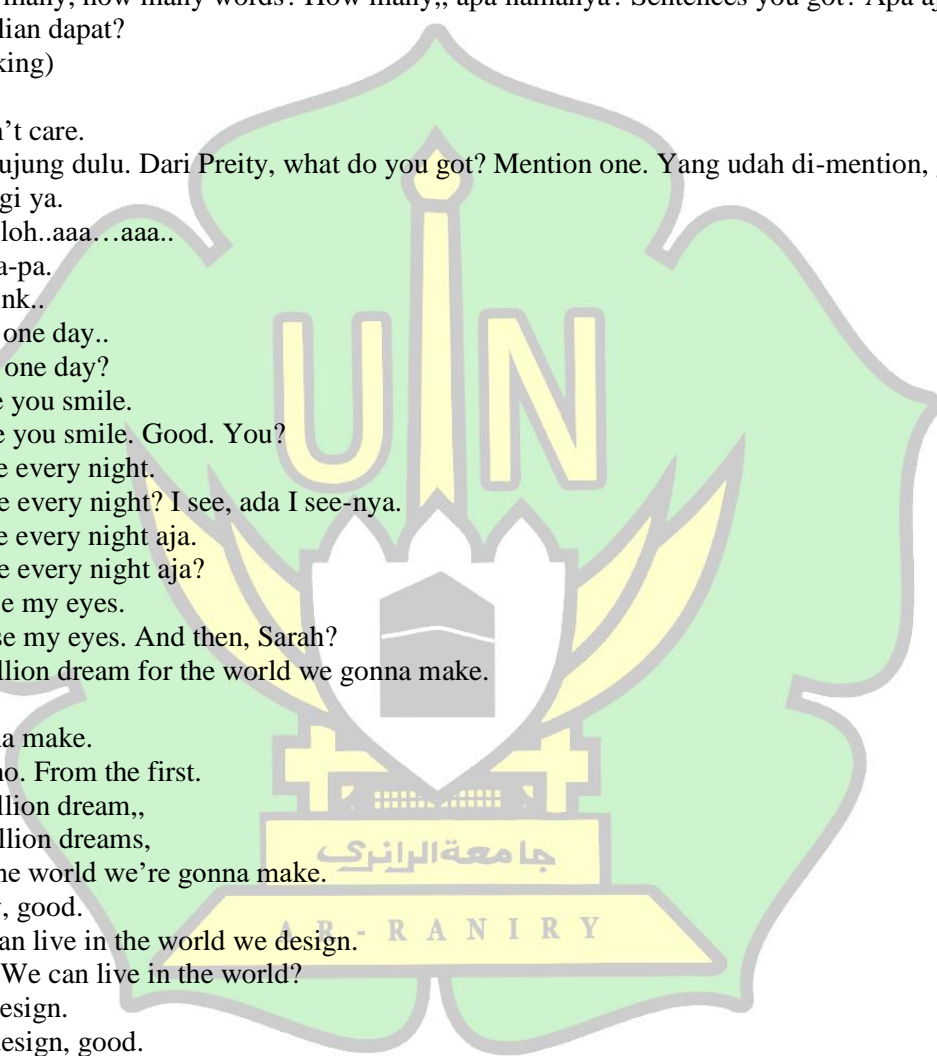 many, how many words? How many,, apa namanya? Sentences you got? Apa aj
lian dapat?
king)
n’t care.
ujung dulu. Dari Preity, what do you got? Mention one. Yang udah di-mention,
gi ya.
loh..aaa…aaa..
a-pa.
nk..
one day..
one day?
e you smile.
e you smile. Good. You?
e every night.
e every night? I see, ada I see-nya.
e every night aja.
e every night aja?
e my eyes.
se my eyes. And then, Sarah?
llion dream for the world we gonna make.
na make.
no. From the first.
llion dream,,
llion dreams,
he world we’re gonna make.
, good.
an live in the world we design.
We can live in the world?
esign.
esign, good.
UIN
جامعة الرانري
AR-RANIRY